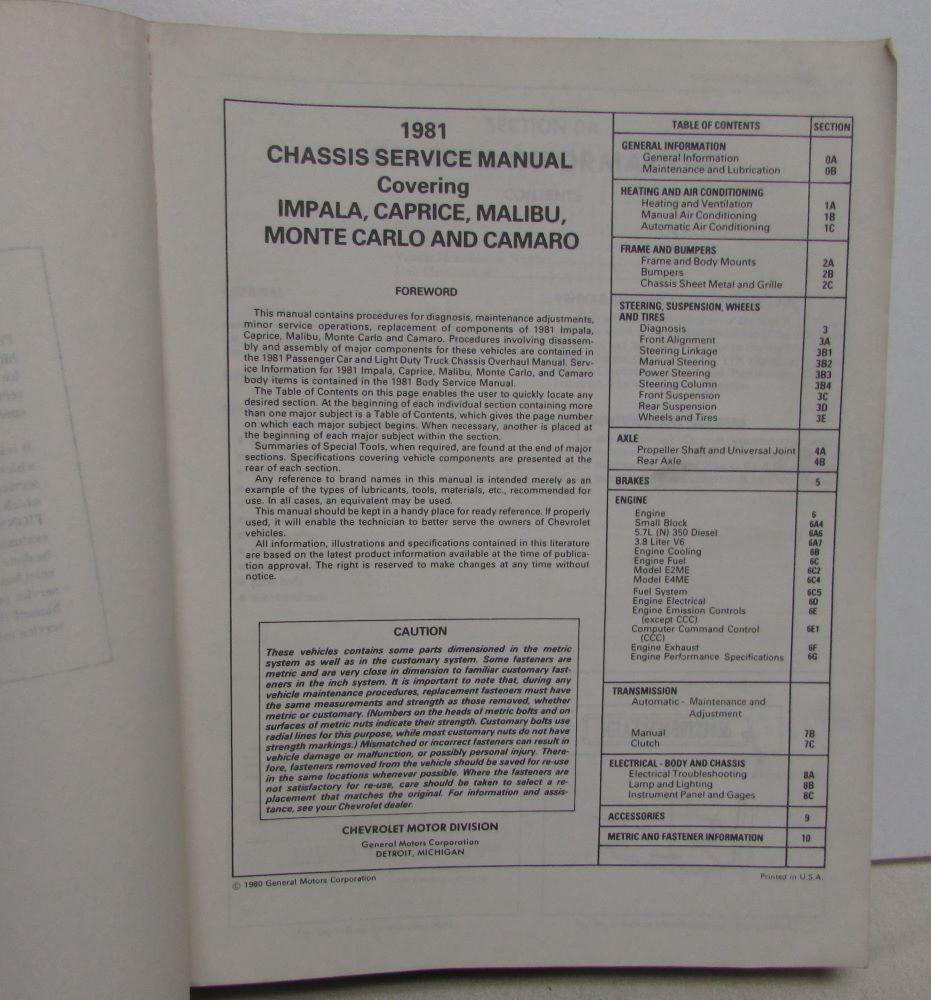 1981
CHASSIS SERVICE MANUAL
Covering
IMPALA, CAPRICE, MALIBU,
MONTE CARLO AND CAMARO
FOREWORD
This manual contains procedures for diagnosis, maintenance adjustments,
minor service operations, replacement of components of 1981 Impala,
Caprice, Malibu, Monte Carlo and Camaro. Procedures involving disassem-
bly and assembly of major components for these vehicles are contained in
the 1981 Passenger Car and Light Duty Truck Chassis Overhaul Manual. Serv-
ice Information for 1981 Impala, Caprice, Malibu, Monte Carlo, and Camaro
body items is contained in the 1981 Body Service Manual.
The Table of Contents on this page enables the user to quickly locate any
desired section. At the beginning of each individual section containing more
than one major subject is a Table of Contents, which gives the page number
on which each major subject begins. When necessary, another is placed at
the beginning of each major subject within the section.
Summaries of Special Tools, when required, are found at the end of major
sections. Specifications covering vehicle components are presented at the
rear of each section.
Any reference to brand names in this manual is intended merely as an
example of the types of lubricants, tools, materials, etc., recommended for
use. In all cases, an equivalent may be used.
This manual should be kept in a handy place for ready reference. If properly
used, it will enable the technician to better serve the owners of Chevrolet
vehicles.
All information, illustrations and specifications contained in this literature
are based on the latest product information available at the time of publica-
tion approval. The right is reserved to make changes at any time without
notice.
CAUTION
These vehicles contains some parts dimensioned in the metric
system as well as in the customary system. Some fasteners are
metric and are very close in dimension to familiar customary fast-
eners in the inch system. It is important to note that, during any
vehicle maintenance procedures, replacement fasteners must have
the same measurements and strength as those removed, whether
metric or customary. (Numbers on the heads of metric bolts and on
surfaces of metric nuts indicate their strength. Customary bolts use
radial lines for this purpose, while most customary nuts do not have
strength markings.) Mismatched or incorrect fasteners can result in
vehicle damage or malfunction, or possibly personal injury. There-
fore, fasteners removed from the vehicle should be saved for re-use
in the same locations whenever possible. Where the fasteners are
not satisfactory for re-use, care should be taken to select a re-
placement that matches the original. For information and assis-
tance, see your Chevrolet dealer.
CHEVROLET MOTOR DIVISION
General Motors Corporation
DETROIT, MICHIGAN
© 1980 General Motors Corporation
TABLE OF CONTENTS SECTION
GENERAL INFORMATION
General Information 0A
Maintenance and Lubrication 0B
HEATING AND AIR CONDITIONING
Heating and Ventilation 1A
Manual Air Conditioning 1B
Automatic Air Conditioning 1C
FRAME AND BUMPERS
Frame and Body Mounts 2A
Bumpers 2B
Chassis Sheet Metal and Grille 2C
STEERING, SUSPENSION, WHEELS
AND TIRES
Diagnosis 3
Front Alignment 3A
Steering Linkage 3B1
Manual Steering 3B2
Power Steering 3B3
Steering Column 3B4
Front Suspension 3C
Rear Suspension 3D
Wheels and Tires 3E
AXLE
Propeller Shaft and Universal Joint 4A
Rear Axle 4B
BRAKES 5
ENGINE
Engine 6
Small Block 6A4
5.7L (N) 350 Diesel 6A6
3.8 Liter V6 6A7
Engine Cooling 6B
Engine Fuel 6C
Model E2ME 6C2
Model E4ME 6C4
Fuel System 6C5
Engine Electrical 6D
Engine Emission Controls 6E
(except CCC)
Computer Command Control 6E1
(CCC)
Engine Exhaust 6F
Engine Performance Specifications 6G
TRANSMISSION
Automatic - Maintenance and
Adjustment
Manual 7B
Clutch 7C
ELECTRICAL - BODY AND CHASSIS
Electrical Troubleshooting 8A
Lamp and Lighting 8B
Instrument Panel and Gages 8C
ACCESSORIES 9
METRIC AND FASTENER INFORMATION 10
Printed in U.S.A.